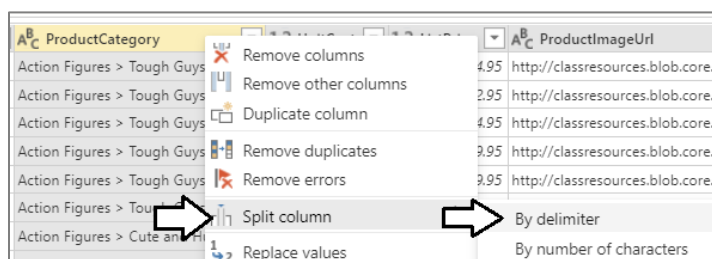 ABC ProductCategory ABC ProductImageUrl
Action Figures > Tough Guys 4.95 http://classresources.blob.core.
Action Figures > Tough Guys 2.95 http://classresources.blob.core.
Action Figures > Tough Guys 4.95 http://classresources.blob.core.
Action Figures > Tough Guys 9.95 http://classresources.blob.core.
Action Figures > Tough Guys 9.95 http://classresources.blob.core.
Action Figures >
Action Figures > Cute and
Remove columns
Remove other columns
Duplicate column
Remove duplicates
Remove errors
Split column
Replace values
By delimiter
By number of characters